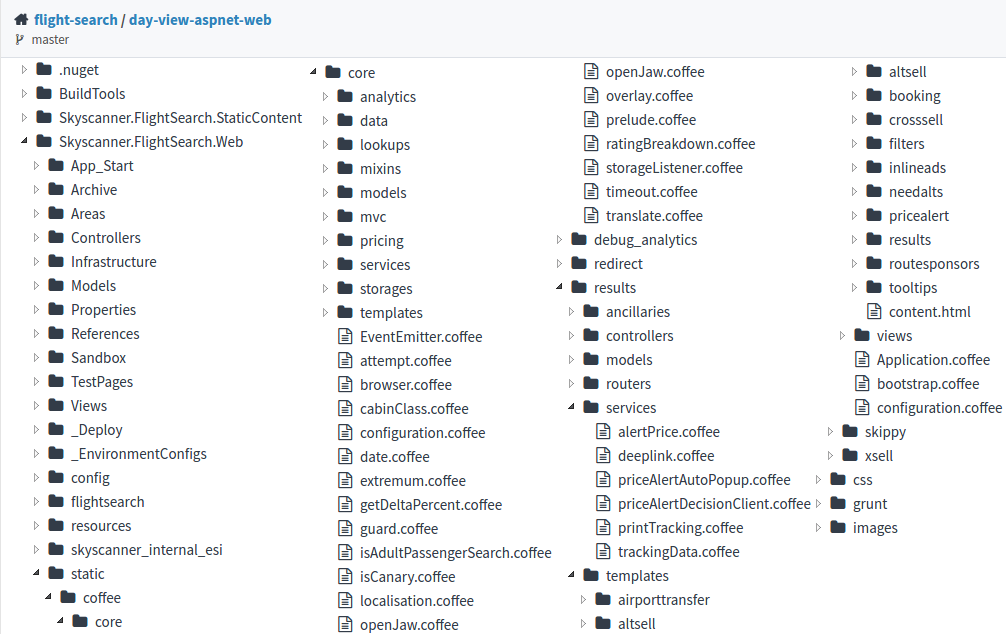 flight-search / day-view-aspnet-web
master
.nuget
BuildTools
Skyscanner.FlightSearch.StaticContent
Skyscanner.FlightSearch.Web
App_Start
Archive
Areas
Controllers
Infrastructure
Models
Properties
References
Sandbox
TestPages
Views
_Deploy
_EnvironmentConfigs
config
flightsearch
resources
skyscanner_internal_esi
static
coffee
core
core
analytics
data
lookups
mixins
models
mvc
pricing
services
storages
templates
EventEmitter.coffee
attempt.coffee
browser.coffee
cabinClass.coffee
configuration.coffee
date.coffee
extremum.coffee
getDeltaPercent.coffee
guard.coffee
isAdultPassengerSearch.coffee
isCanary.coffee
localisation.coffee
openJaw.coffee
openJaw.coffee
overlay.coffee
prelude.coffee
ratingBreakdown.coffee
storageListener.coffee
timeout.coffee
translate.coffee
debug_analytics
redirect
results
ancillaries
controllers
models
routers
services
alertPrice.coffee
deeplink.coffee
priceAlertAutoPopup.coffee
priceAlertDecisionClient.coffee
printTracking.coffee
trackingData.coffee
templates
airporttransfer
altsell
altsell
booking
crosssell
filters
inlineads
needalts
pricealert
results
routesponsors
tooltips
content.html
views
Application.coffee
bootstrap.coffee
configuration.coffee
skippy
xsell
css
grunt
images